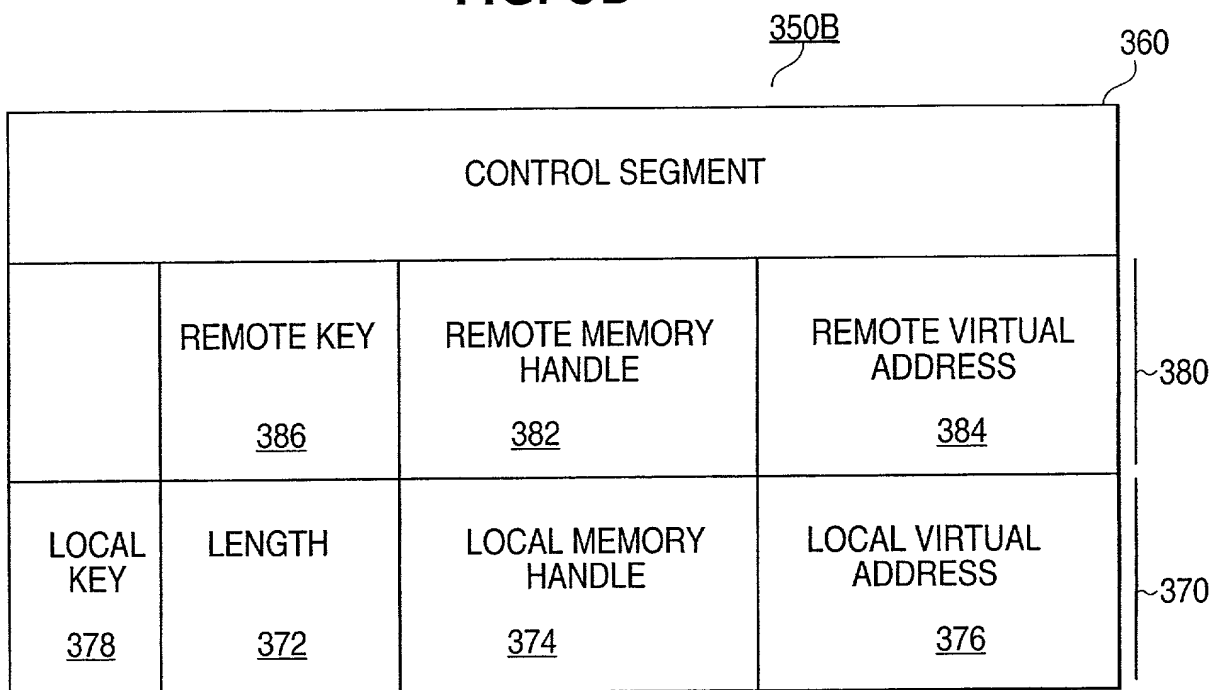 350B
360
CONTROL SEGMENT
REMOTE KEY
386
REMOTE MEMORY
HANDLE
382
REMOTE VIRTUAL
ADDRESS
384
380
LOCAL
KEY
378
LENGTH
372
LOCAL MEMORY
HANDLE
374
LOCAL VIRTUAL
ADDRESS
376
370